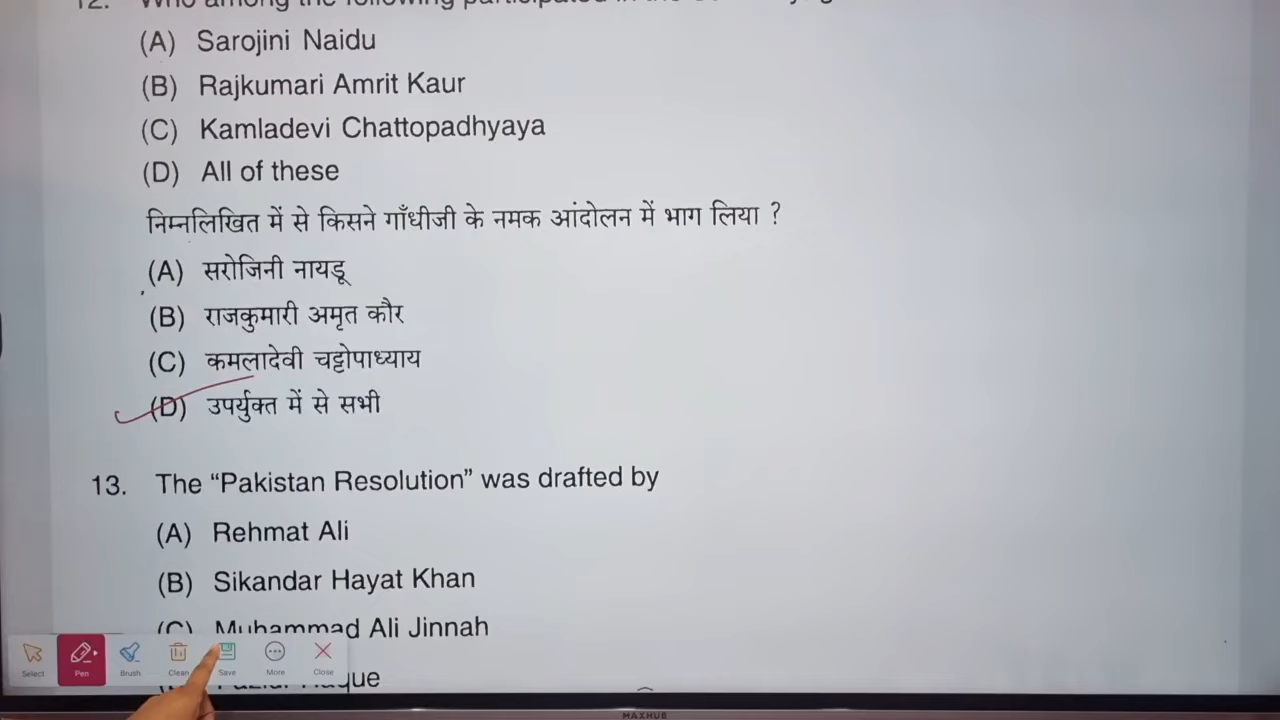 12.
(A) Sarojini Naidu
(B) Rajkumari Amrit Kaur
(C) Kamladevi Chattopadhyaya
(D) All of these
निम्नलिखित में से किसने गाँधीजी के नमक आंदोलन में भाग लिया ?
(A) सरोजिनी नायडू
(B) राजकुमारी अमृत कौर
(C) कमलादेवी चट्टोपाध्याय
(D) उपर्युक्त में से सभी
13. The “Pakistan Resolution” was drafted by
(A) Rehmat Ali
(B) Sikandar Hayat Khan
(C) Muhammad Ali Jinnah
Select Pen Brush Clean Save More Close
MAXHUB